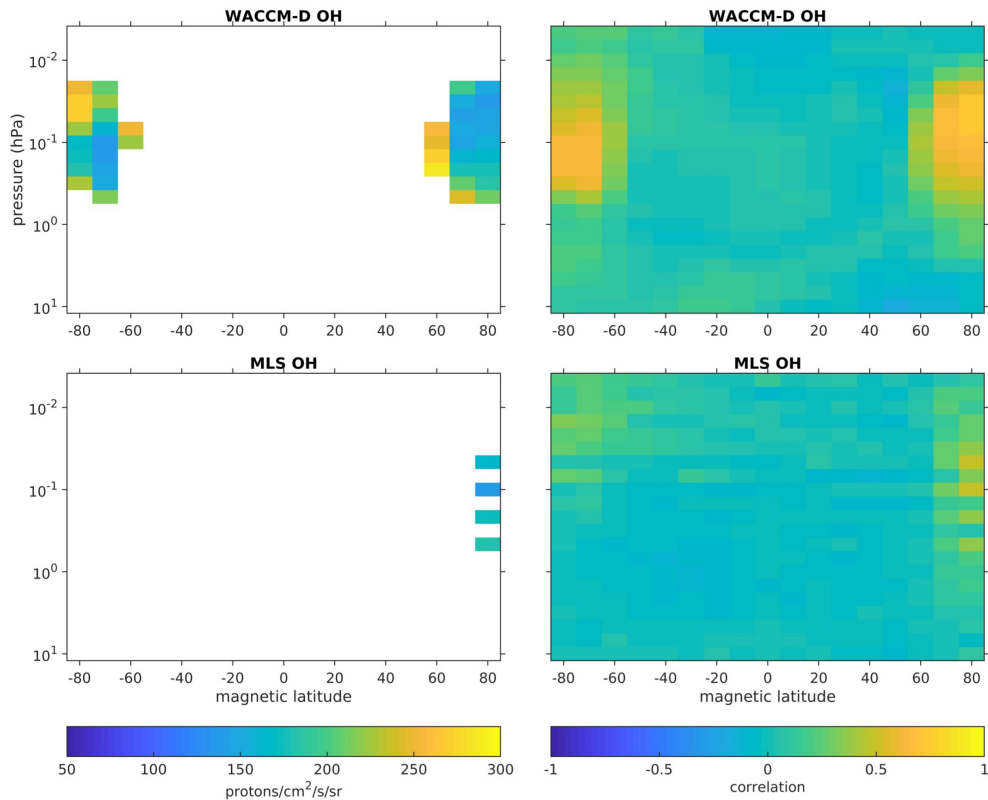 WACCM-D OH
WACCM-D OH
pressure (hPa)
10^-2
10^-1
10^0
10^1
-80 -60 -40 -20 0 20 40 60 80
-80 -60 -40 -20 0 20 40 60 80
MLS OH
MLS OH
10^-2
10^-1
10^0
10^1
-80 -60 -40 -20 0 20 40 60 80
-80 -60 -40 -20 0 20 40 60 80
magnetic latitude
magnetic latitude
50 100 150 200 250 300
protons/cm^2/s/sr
-1 -0.5 0 0.5 1
correlation